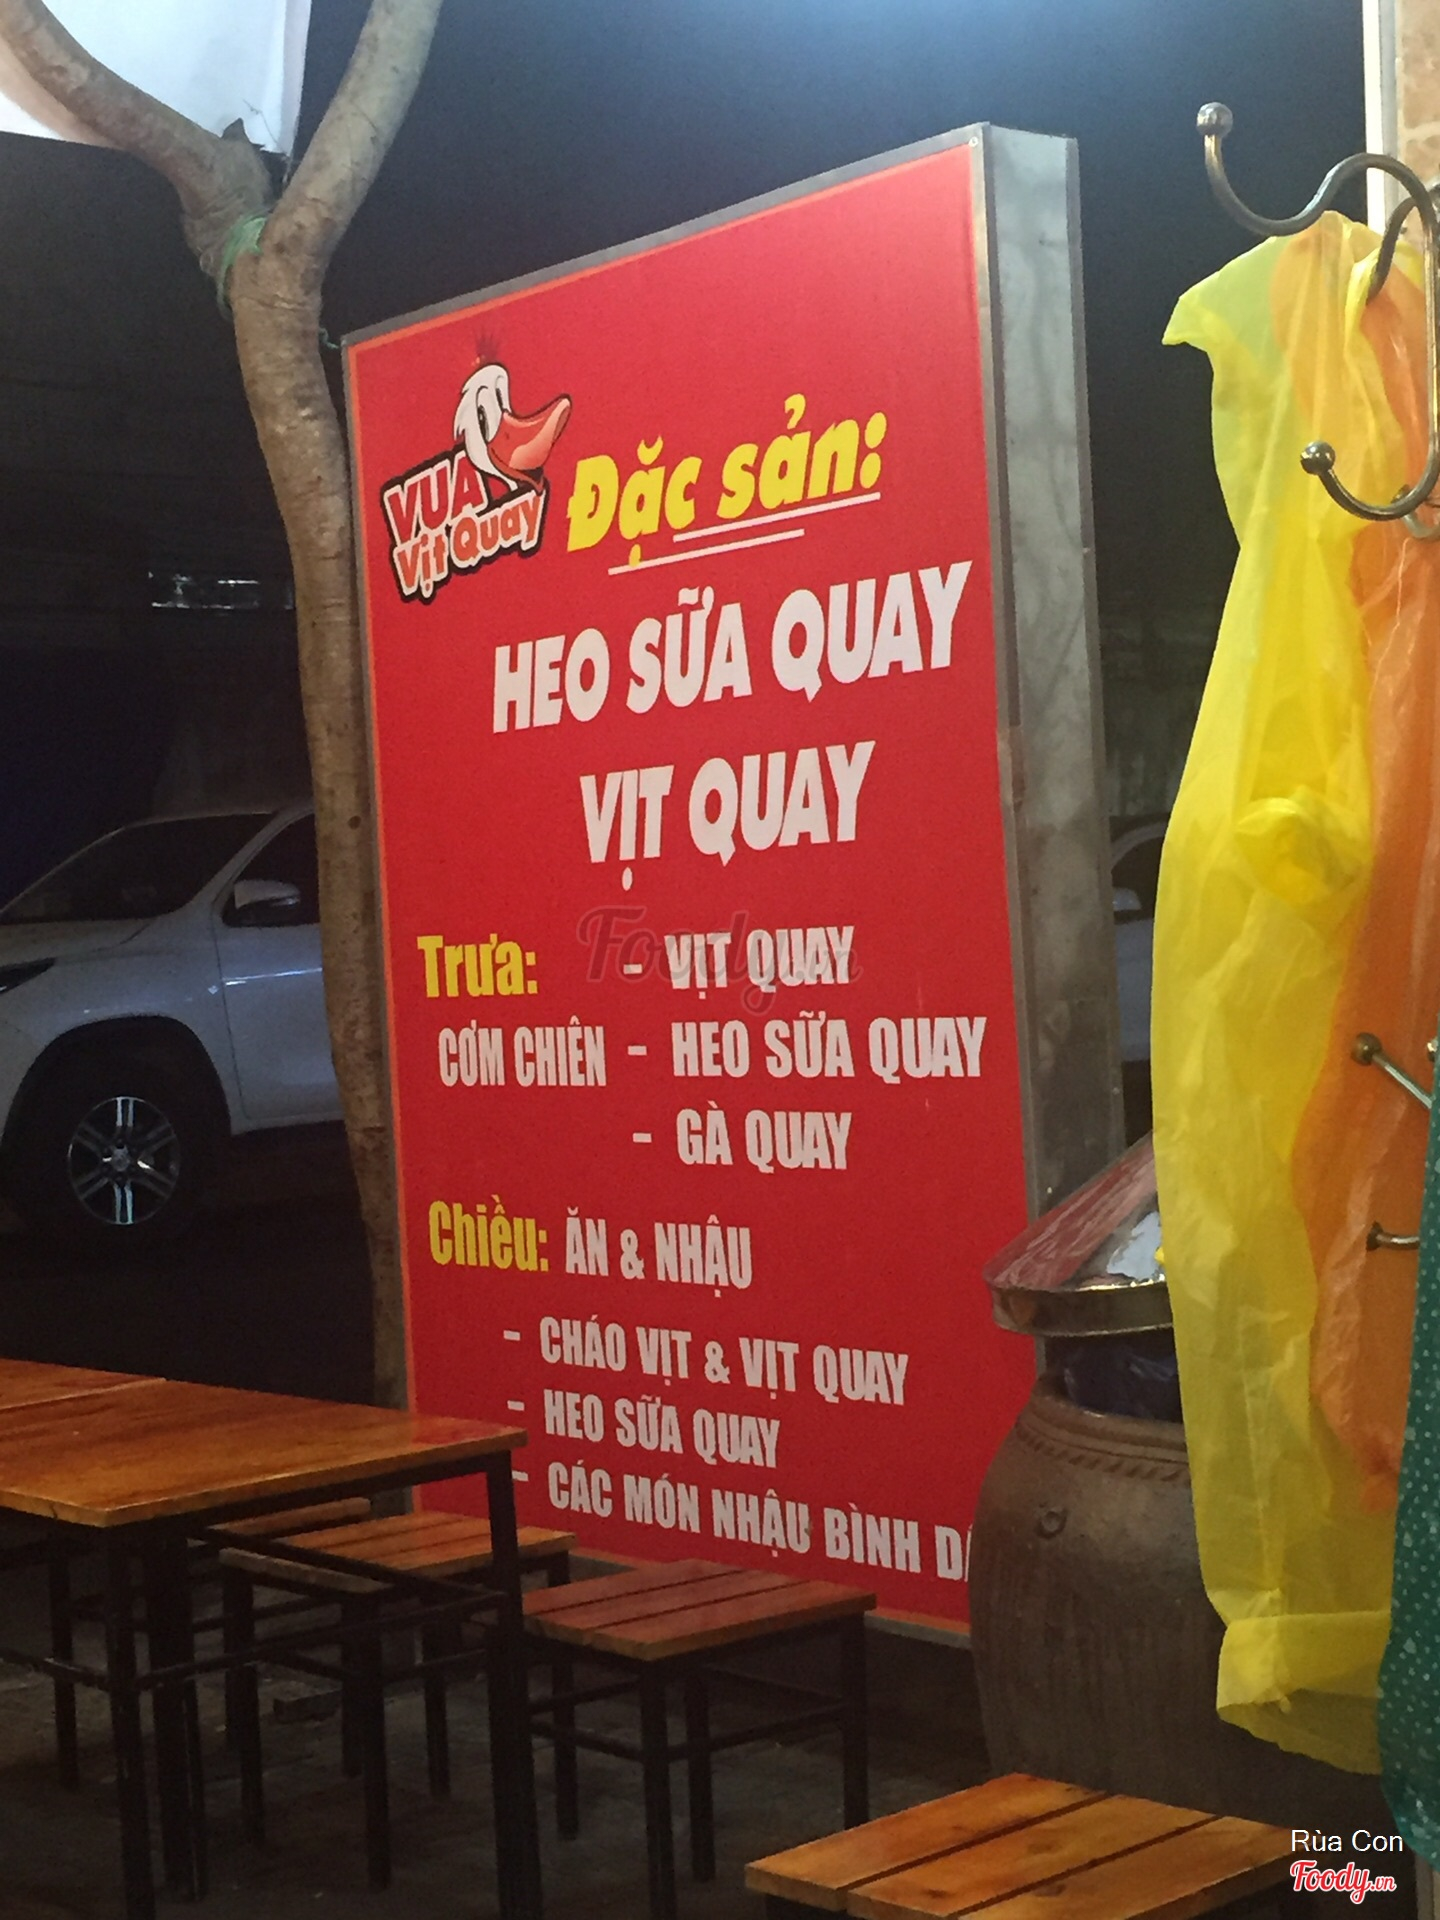 VUA
Vịt Quay
Đặc sản:
HEO SỮA QUAY
VỊT QUAY
Trưa: - VỊT QUAY
CƠM CHIÊN - HEO SỮA QUAY
- GÀ QUAY
Chiều: ĂN & NHẬU
- CHÁO VỊT & VỊT QUAY
- HEO SỮA QUAY
- CÁC MÓN NHẬU BÌNH
Foody.vn
Rùa Con
Foody.vn